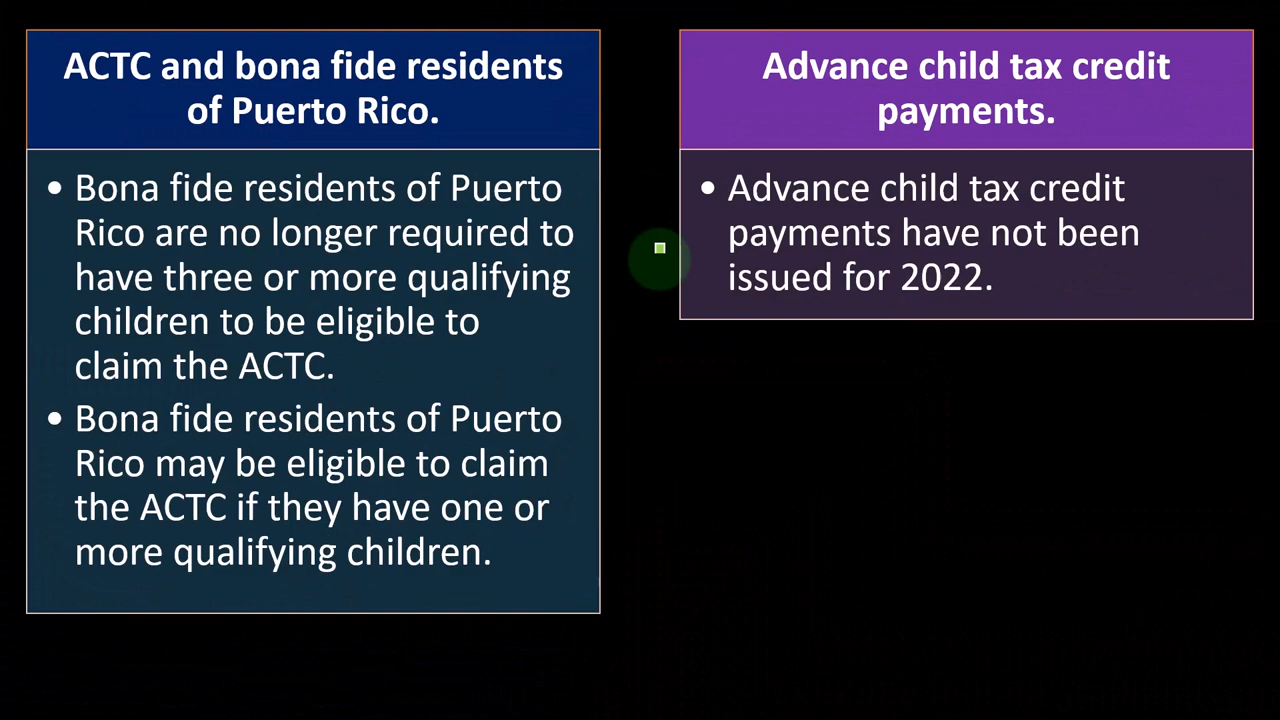 ACTC and bona fide residents
of Puerto Rico.
• Bona fide residents of Puerto
Rico are no longer required to
have three or more qualifying
children to be eligible to
claim the ACTC.
• Bona fide residents of Puerto
Rico may be eligible to claim
the ACTC if they have one or
more qualifying children.
Advance child tax credit
payments.
• Advance child tax credit
payments have not been
issued for 2022.